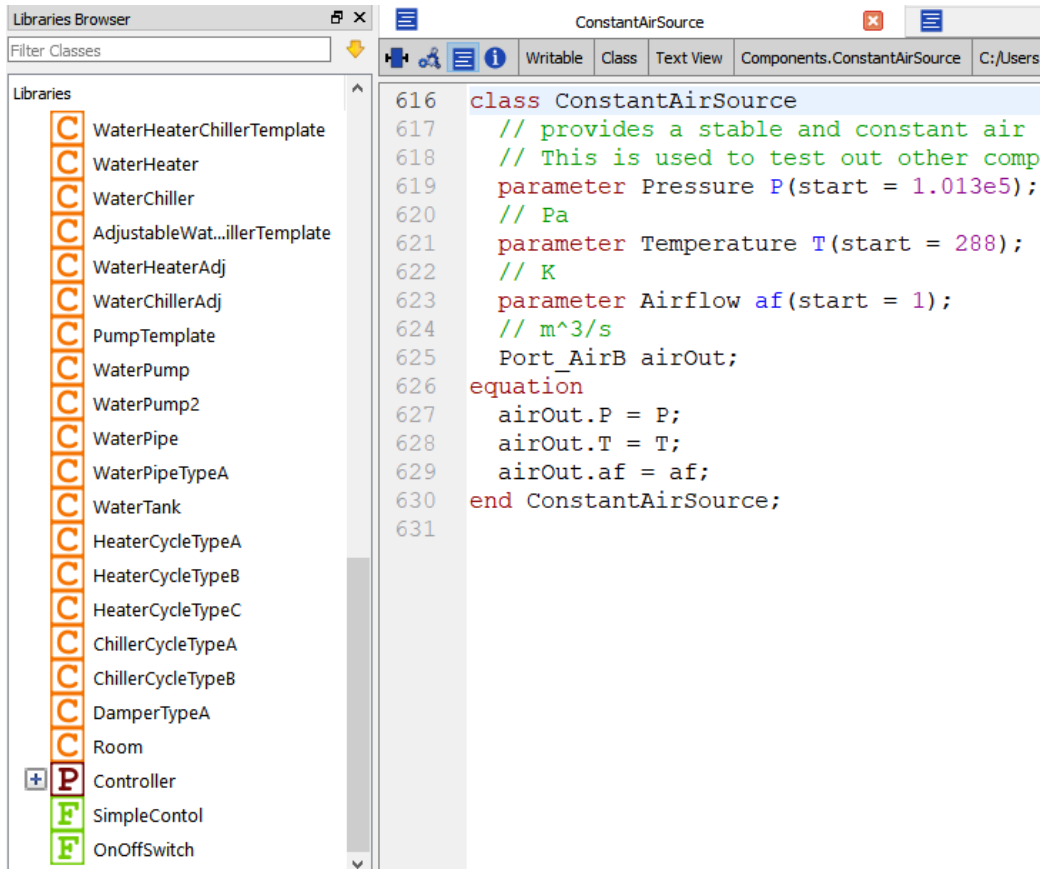 Libraries Browser
Filter Classes
Libraries
C WaterHeaterChillerTemplate
C WaterHeater
C WaterChiller
C AdjustableWat...illerTemplate
C WaterHeaterAdj
C WaterChillerAdj
C PumpTemplate
C WaterPump
C WaterPump2
C WaterPipe
C WaterPipeTypeA
C WaterTank
C HeaterCycleTypeA
C HeaterCycleTypeB
C HeaterCycleTypeC
C ChillerCycleTypeA
C ChillerCycleTypeB
C DamperTypeA
C Room
P Controller
F SimpleContol
F OnOffSwitch
ConstantAirSource
Writable Class Text View Components.ConstantAirSource C:/Users
616 class ConstantAirSource
617 // provides a stable and constant air
618 // This is used to test out other comp
619 parameter Pressure P(start = 1.013e5);
620 // Pa
621 parameter Temperature T(start = 288);
622 // K
623 parameter Airflow af(start = 1);
624 // m^3/s
625 Port_AirB airOut;
626 equation
627 airOut.P = P;
628 airOut.T = T;
629 airOut.af = af;
630 end ConstantAirSource;
631